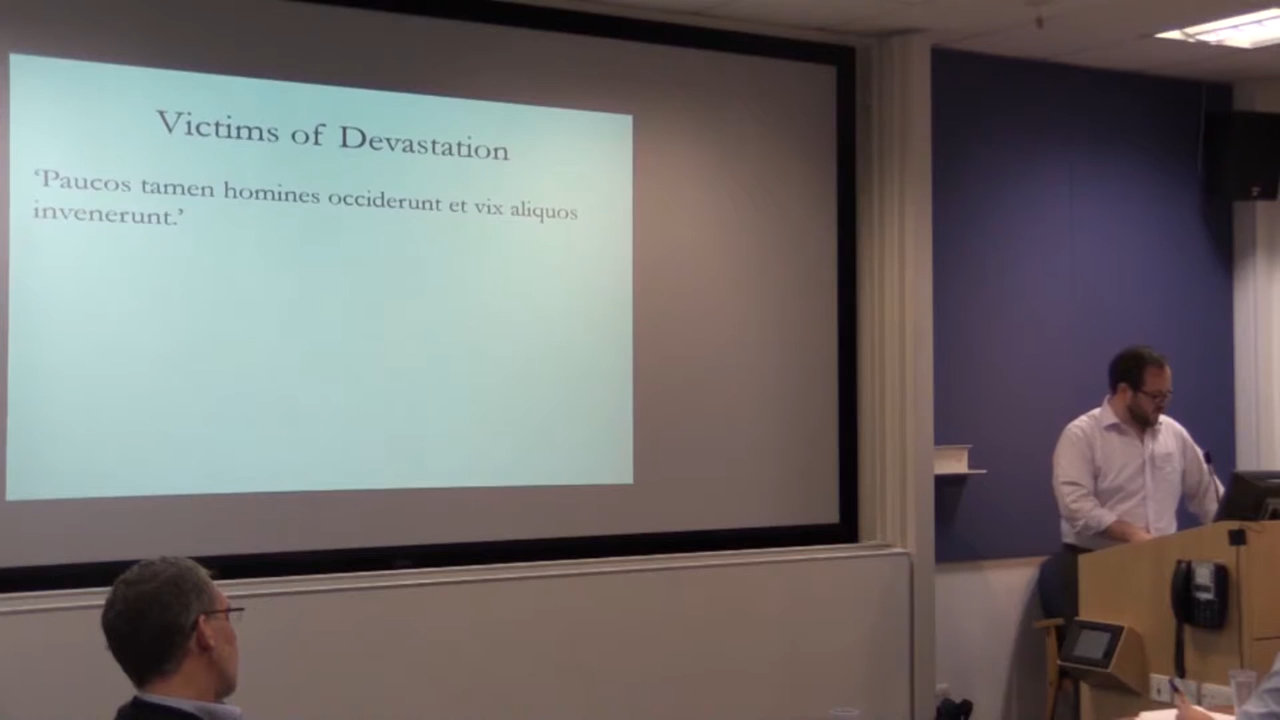 Victims of Devastation
‘Paucos tamen homines occiderunt et vix aliquos
invenerunt.’